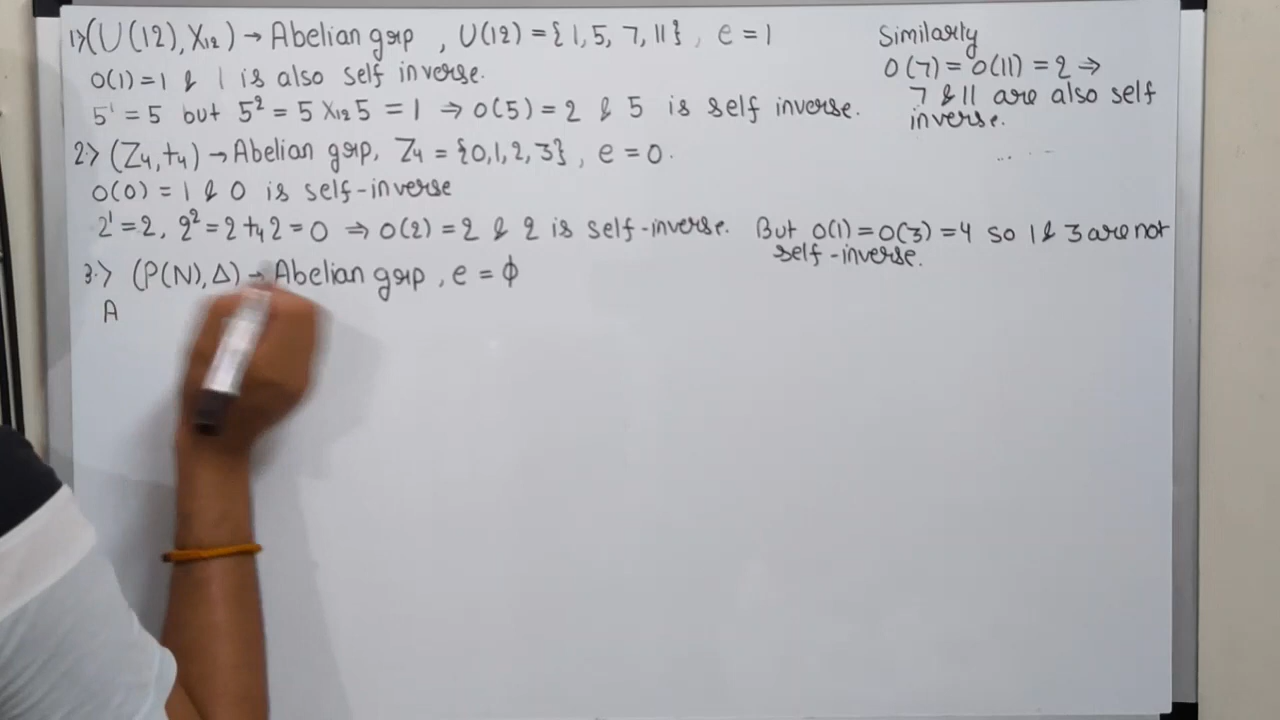 1> (U(12), X₁₂) → Abelian grp , U(12) = {1, 5, 7, 11} , e = 1
O(1) = 1 & 1 is also self inverse.
5¹ = 5 but 5² = 5 X₁₂ 5 = 1 ⇒ O(5) = 2 & 5 is self inverse.
Similarly
O(7) = O(11) = 2 ⇒
7 & 11 are also self
inverse.
2.> (Z₄, +₄) → Abelian grp, Z₄ = {0, 1, 2, 3} , e = 0.
O(0) = 1 & 0 is self-inverse
2¹ = 2, 2² = 2 +₄ 2 = 0 ⇒ O(2) = 2 & 2 is self-inverse. But O(1) = O(3) = 4 so 1 & 3 are not
self-inverse.
3.> (P(N), Δ) → Abelian grp , e = ϕ
A